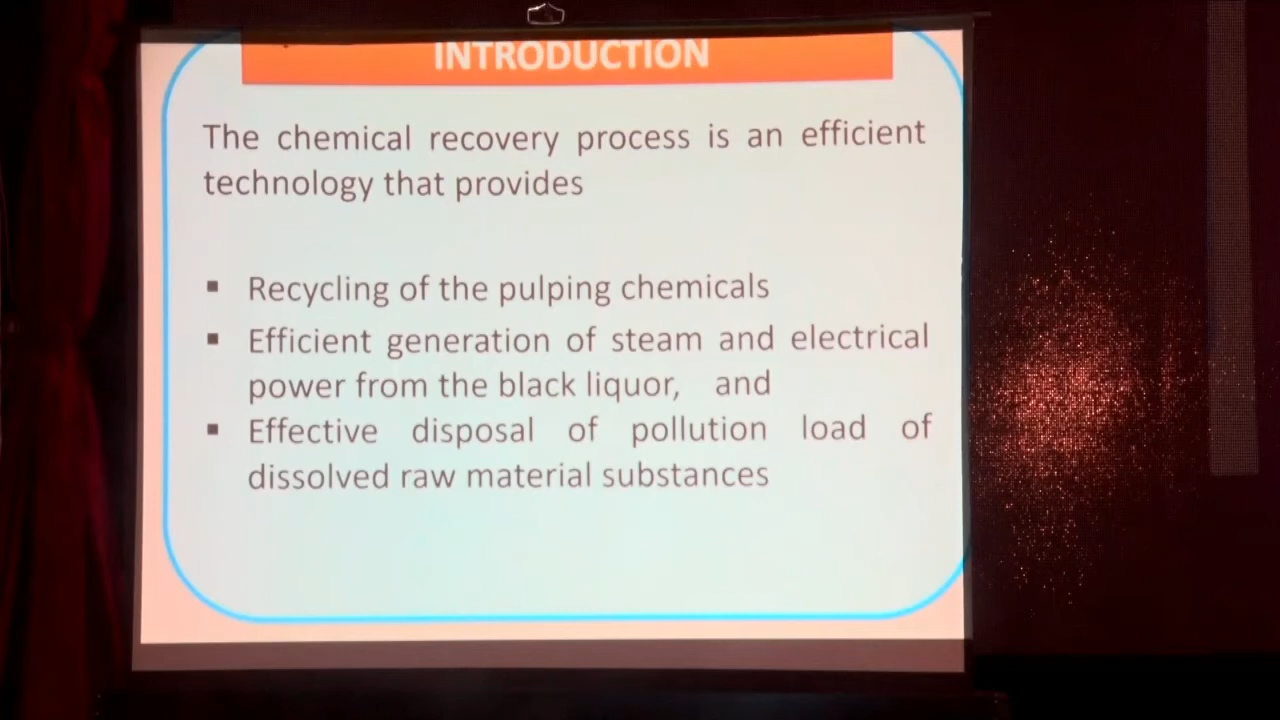 INTRODUCTION
The chemical recovery process is an efficient
technology that provides
▪ Recycling of the pulping chemicals
▪ Efficient generation of steam and electrical
power from the black liquor, and
▪ Effective disposal of pollution load of
dissolved raw material substances